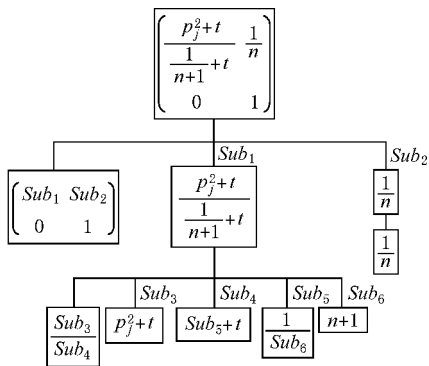 p_j^2+t 1
1 n
n+1 +t
0 1
Sub_1 Sub_2
Sub_1 Sub_2 p_j^2+t 1
0 1 1 n
n+1 +t
1
n
Sub_3 Sub_4 Sub_5 Sub_6
Sub_3 p_j^2+t Sub_5+t 1 n+1
Sub_4 Sub_6